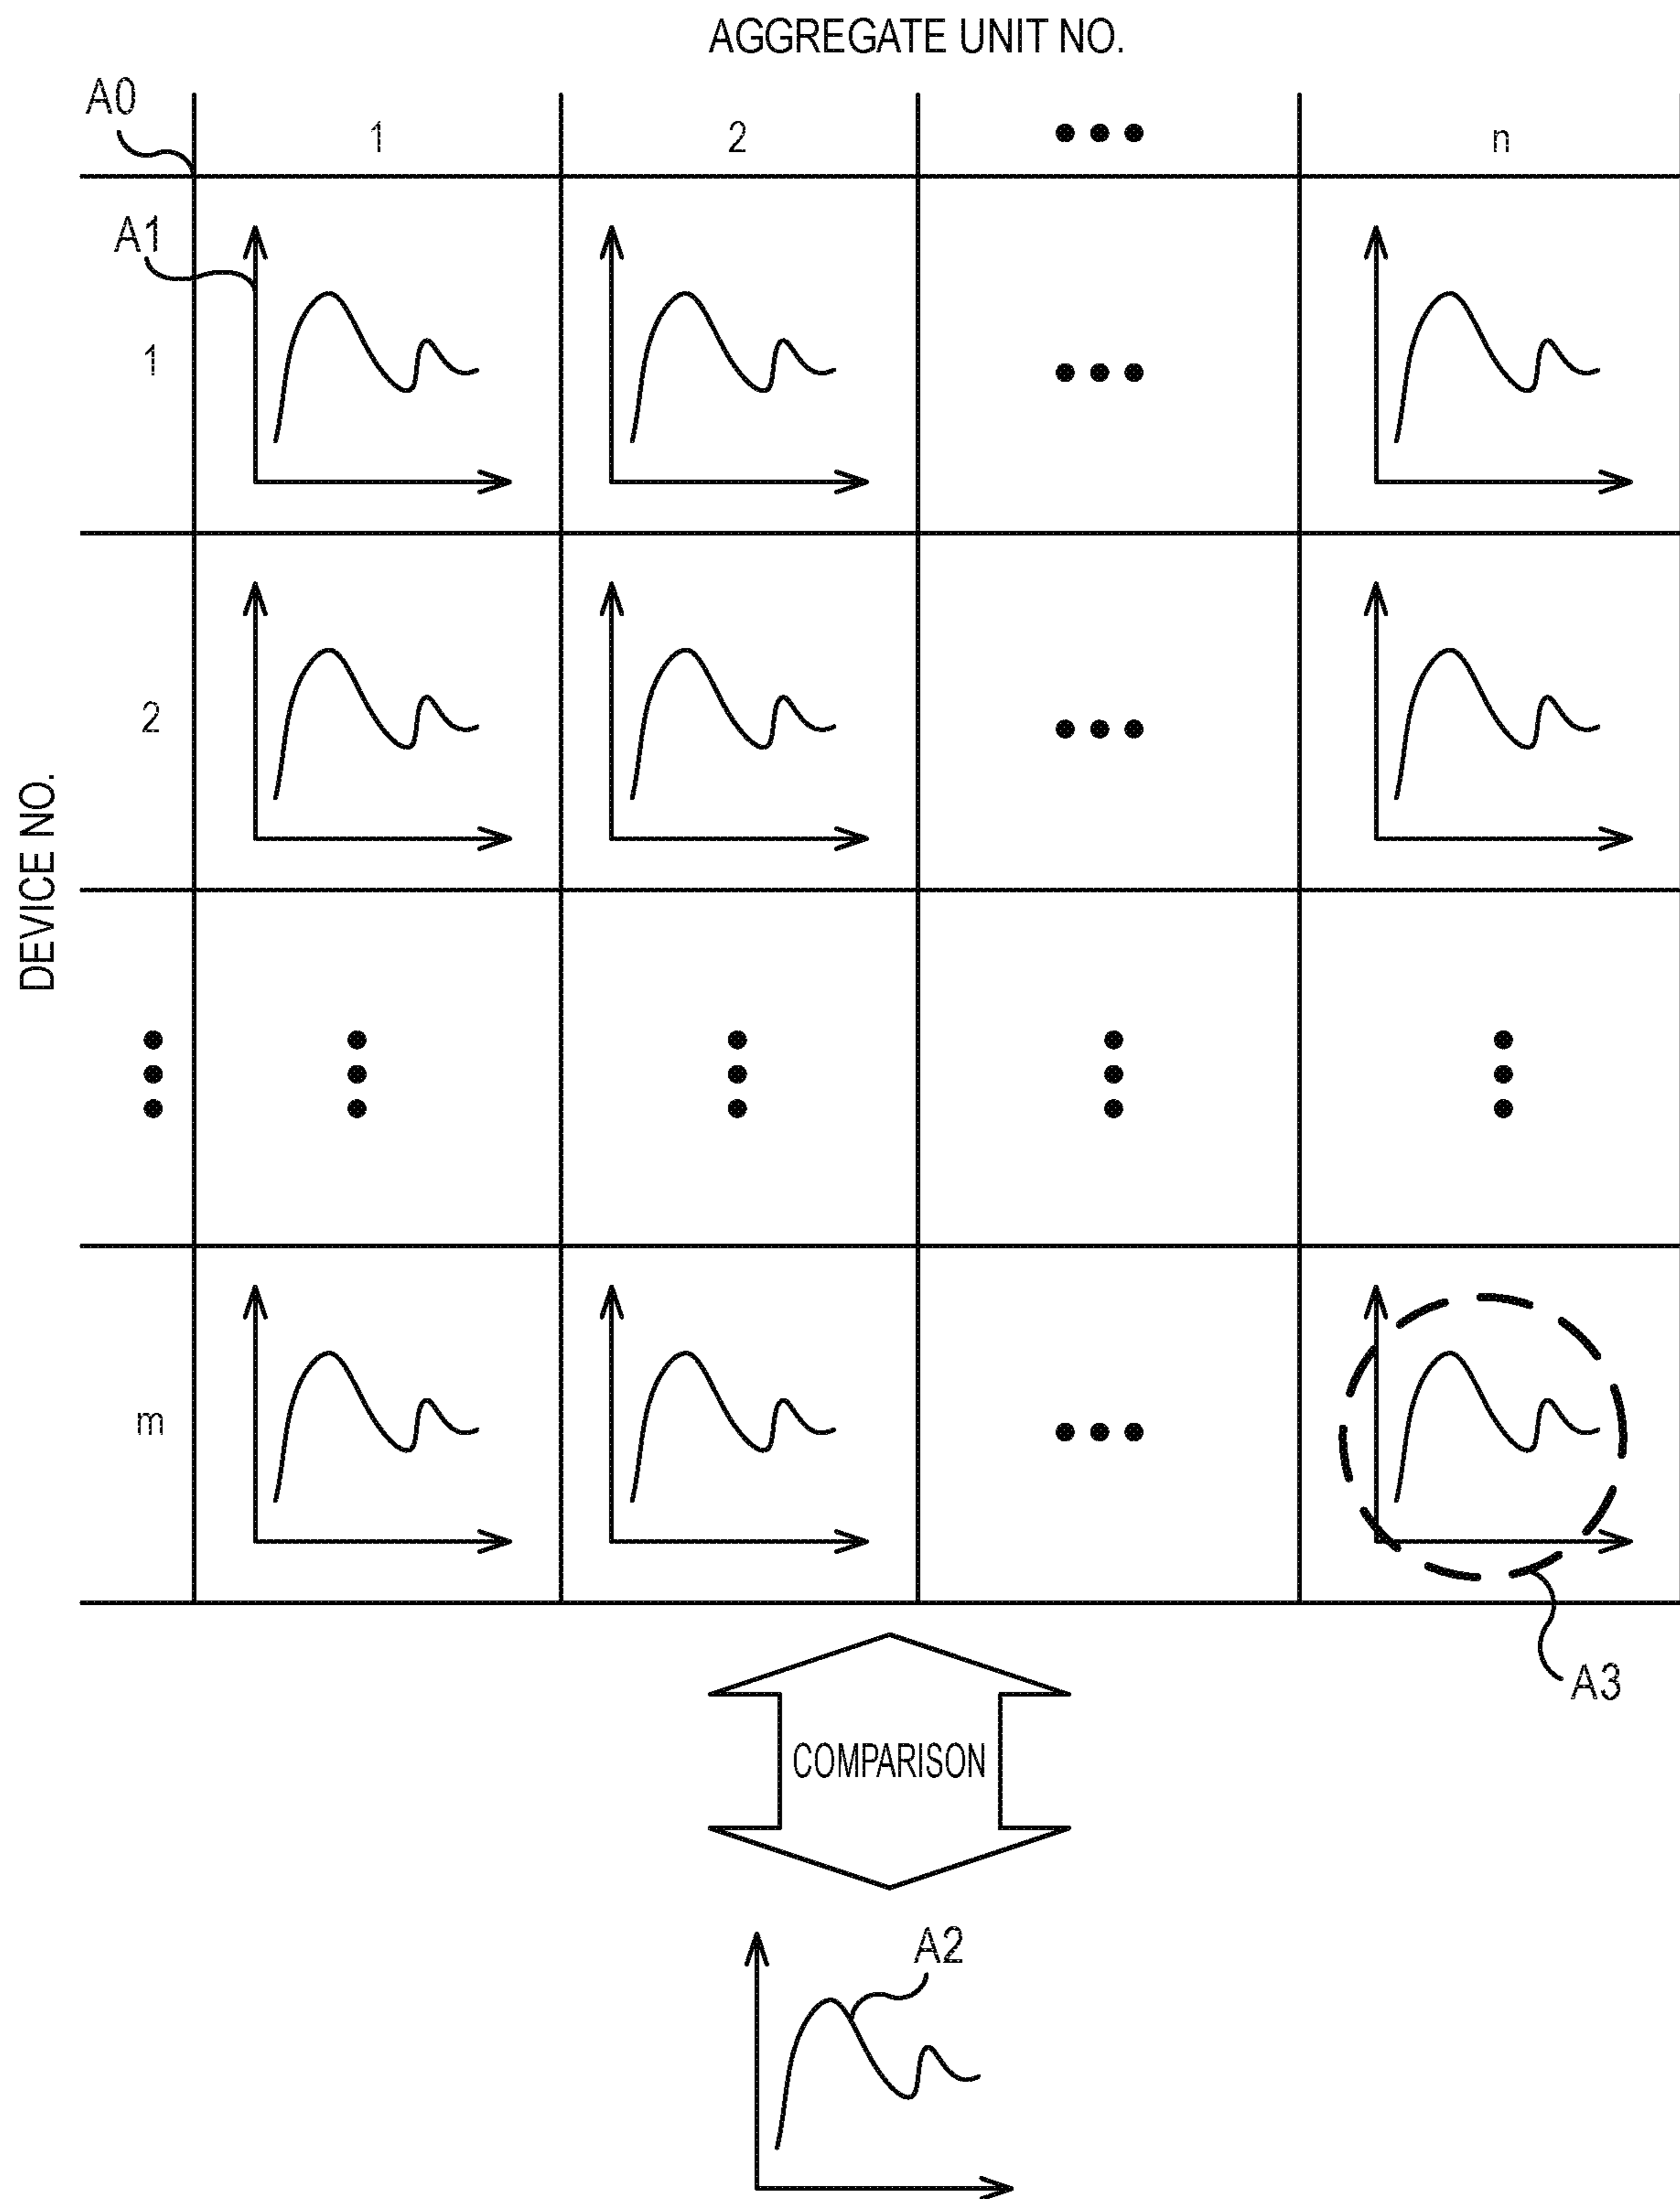 AGGREGATE UNIT NO.
A0
1 2 ••• n
A1
1
•••
2
•••
DEVICE NO.
m
•••
A3
COMPARISON
A2